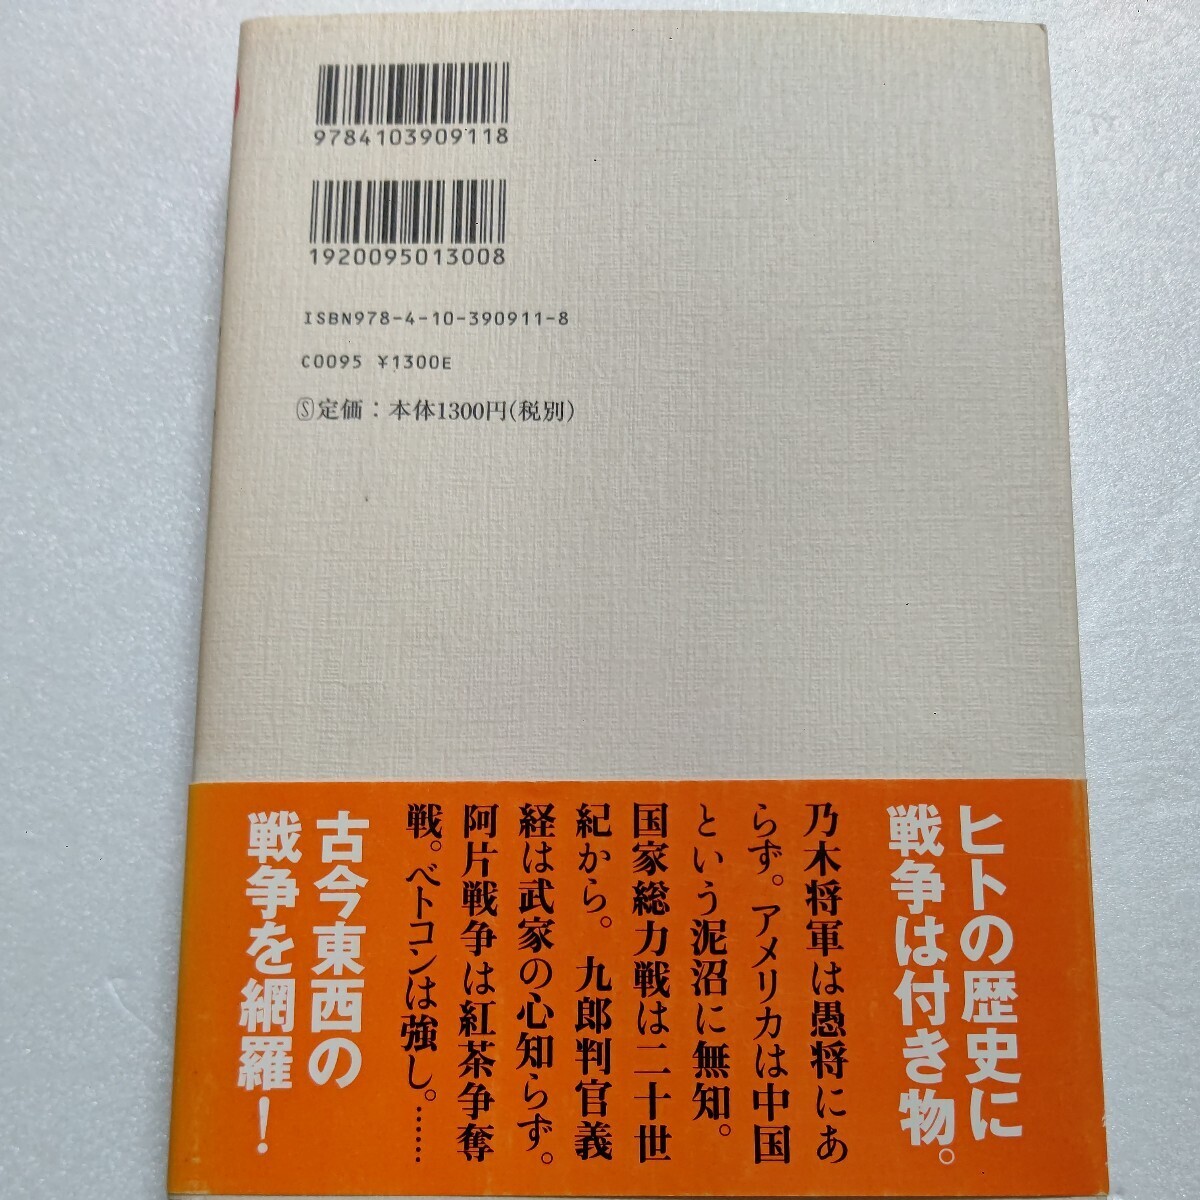 9784103909118
1920095013008
ISBN978-4-10-390911-8
C0095 ¥1300E
Ⓢ定価：本体1300円(税別)
ヒトの歴史に
戦争は付き物。
乃木将軍は愚将にあ
らず。アメリカは中国
という泥沼に無知。
国家総力戦は二十世
紀から。九郎判官義
経は武家の心知らず。
阿片戦争は紅茶争奪
戦。ベトコンは強し。……
古今東西の
戦争を網羅！